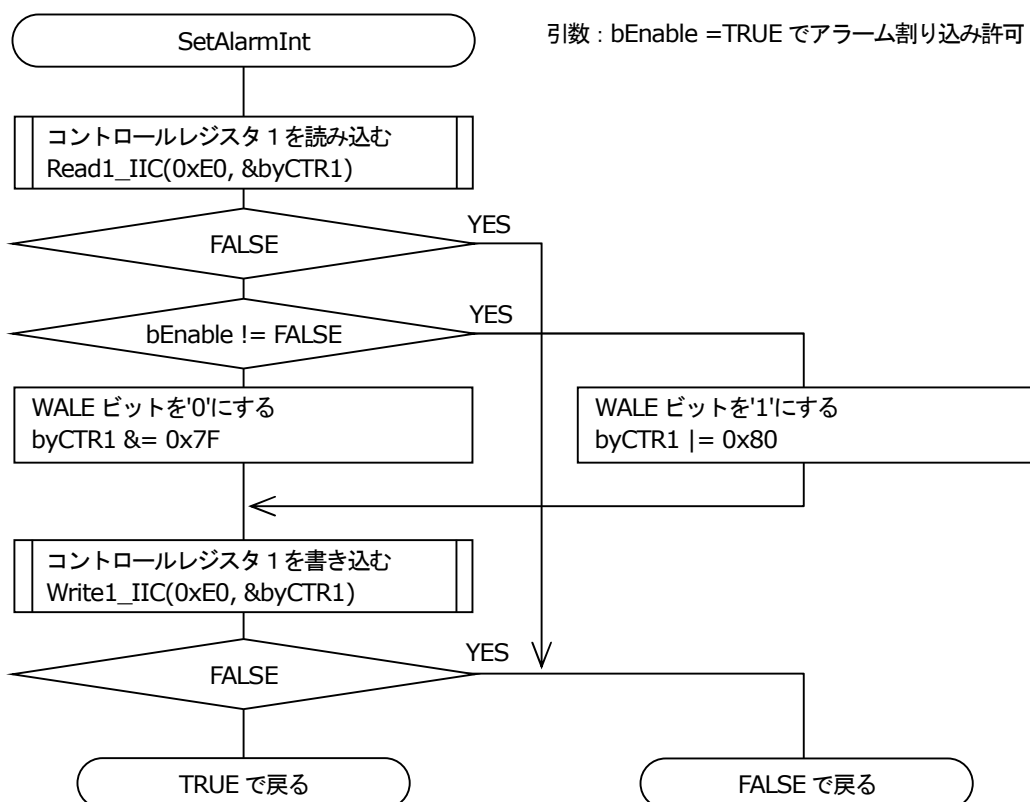 SetAlarmInt
引数：bEnable =TRUE でアラーム割り込み許可
コントロールレジスタ１を読み込む
Read1_IIC(0xE0, &byCTR1)
FALSE
YES
bEnable != FALSE
YES
WALE ビットを'0'にする
byCTR1 &= 0x7F
WALE ビットを'1'にする
byCTR1 |= 0x80
コントロールレジスタ１を書き込む
Write1_IIC(0xE0, &byCTR1)
FALSE
YES
TRUE で戻る
FALSE で戻る